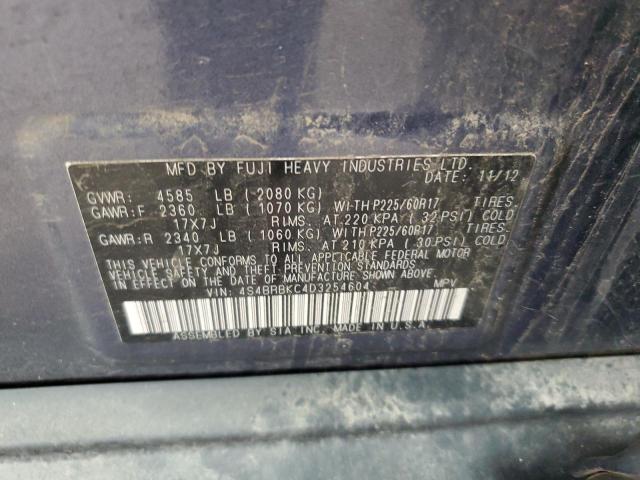 MFD BY FUJI HEAVY INDUSTRIES LTD.
DATE: 11/12
GVWR: 4585 LB (2080 KG)
GAWR:F 2360 LB (1070 KG) WITH P225/60R17 TIRES.
17X7J RIMS. AT 220 KPA (32 PSI) COLD
GAWR:R 2340 LB (1060 KG) WITH P225/60R17 TIRES.
17X7J RIMS. AT 210 KPA (30 PSI) COLD
THIS VEHICLE CONFORMS TO ALL APPLICABLE FEDERAL MOTOR
VEHICLE SAFETY AND THEFT PREVENTION STANDARDS
IN EFFECT ON THE DATE OF MANUFACTURE SHOWN ABOVE.
VIN: 4S4BRBKC4D3254604 MPV
ASSEMBLED BY SIA INC. MADE IN U.S.A.